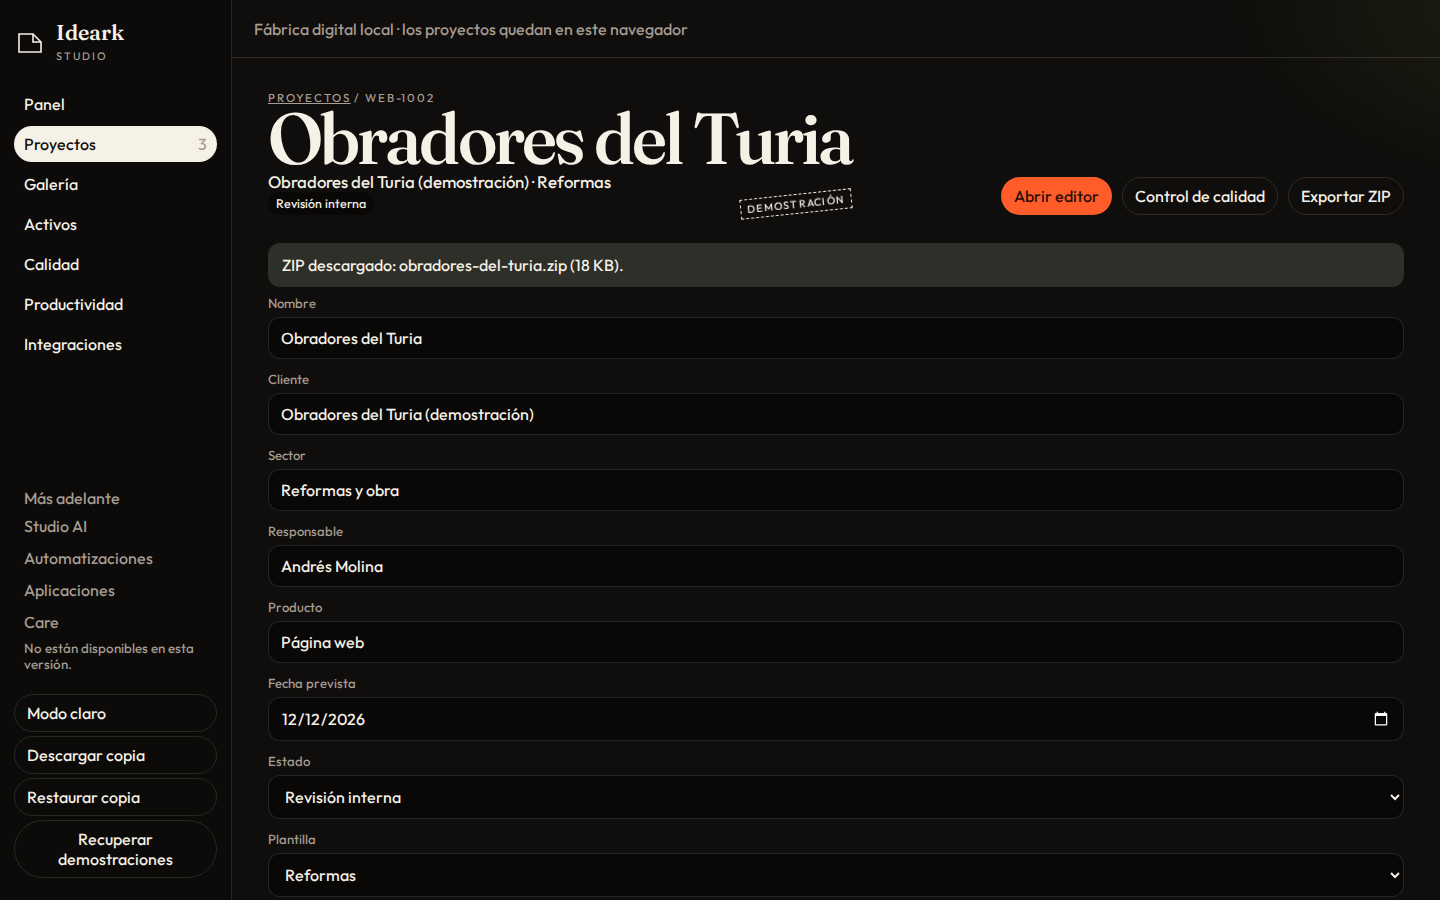 Ideark
STUDIO
Panel
Proyectos 3
Galería
Activos
Calidad
Productividad
Integraciones
Más adelante
Studio AI
Automatizaciones
Aplicaciones
Care
No están disponibles en esta
versión.
Modo claro
Descargar copia
Restaurar copia
Recuperar
demostraciones
Fábrica digital local · los proyectos quedan en este navegador
PROYECTOS / WEB-1002
Obradores del Turia
Obradores del Turia (demostración) · Reformas
Revisión interna
DEMOSTRACIÓN
Abrir editor
Control de calidad
Exportar ZIP
ZIP descargado: obradores-del-turia.zip (18 KB).
Nombre
Obradores del Turia
Cliente
Obradores del Turia (demostración)
Sector
Reformas y obra
Responsable
Andrés Molina
Producto
Página web
Fecha prevista
12/12/2026
Estado
Revisión interna
Plantilla
Reformas